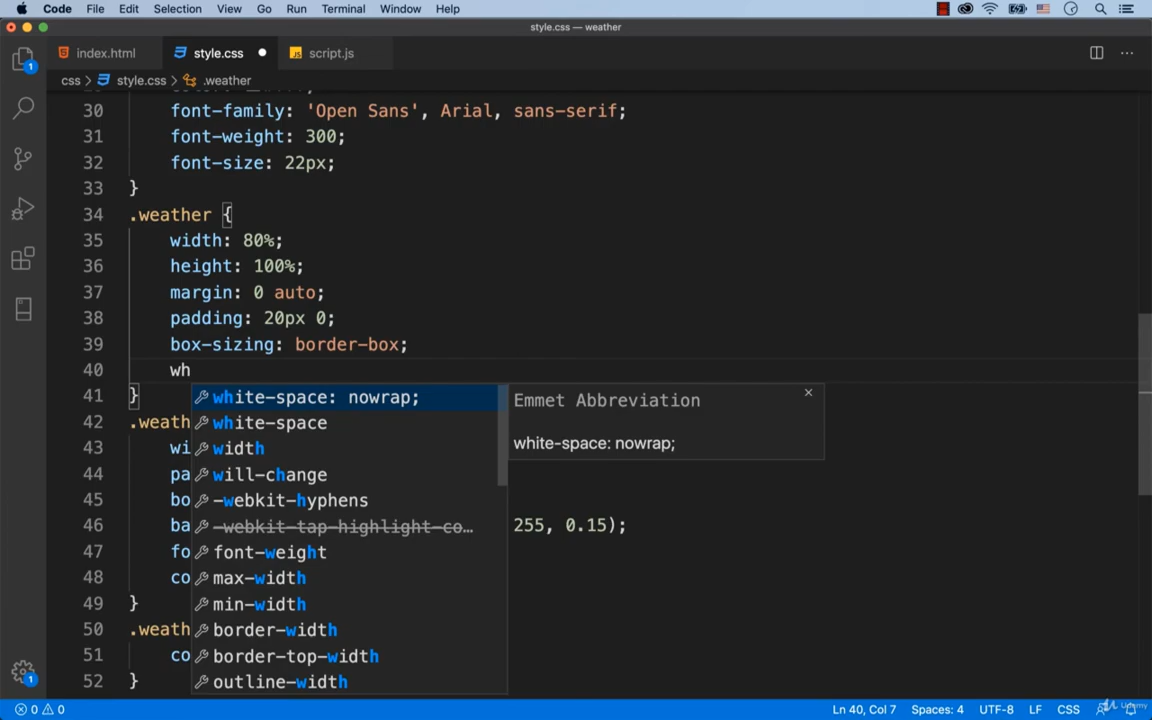 Code File Edit Selection View Go Run Terminal Window Help
style.css — weather
index.html style.css script.js
css > style.css > .weather
30 font-family: 'Open Sans', Arial, sans-serif;
31 font-weight: 300;
32 font-size: 22px;
33 }
34 .weather {
35 width: 80%;
36 height: 100%;
37 margin: 0 auto;
38 padding: 20px 0;
39 box-sizing: border-box;
40 wh
41 } white-space: nowrap; Emmet Abbreviation
42 .weath white-space
white-space: nowrap;
43 wi width
44 pa will-change
45 bo -webkit-hyphens
46 ba -webkit-tap-highlight-co… 255, 0.15);
47 fo font-weight
48 co max-width
49 } min-width
50 .weath border-width
51 co border-top-width
52 } outline-width
1 0 0 Ln 40, Col 7 Spaces: 4 UTF-8 LF CSS
Udemy